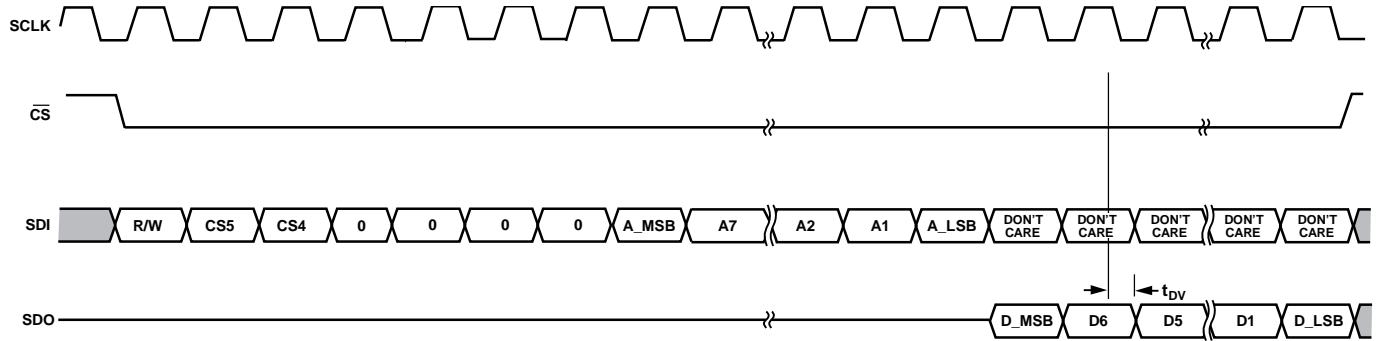 SCLK
CS
SDI R/W CS5 CS4 0 0 0 0 A_MSB A7 A2 A1 A_LSB DON'T CARE DON'T CARE DON'T CARE DON'T CARE DON'T CARE
tDV
SDO D_MSB D6 D5 D1 D_LSB